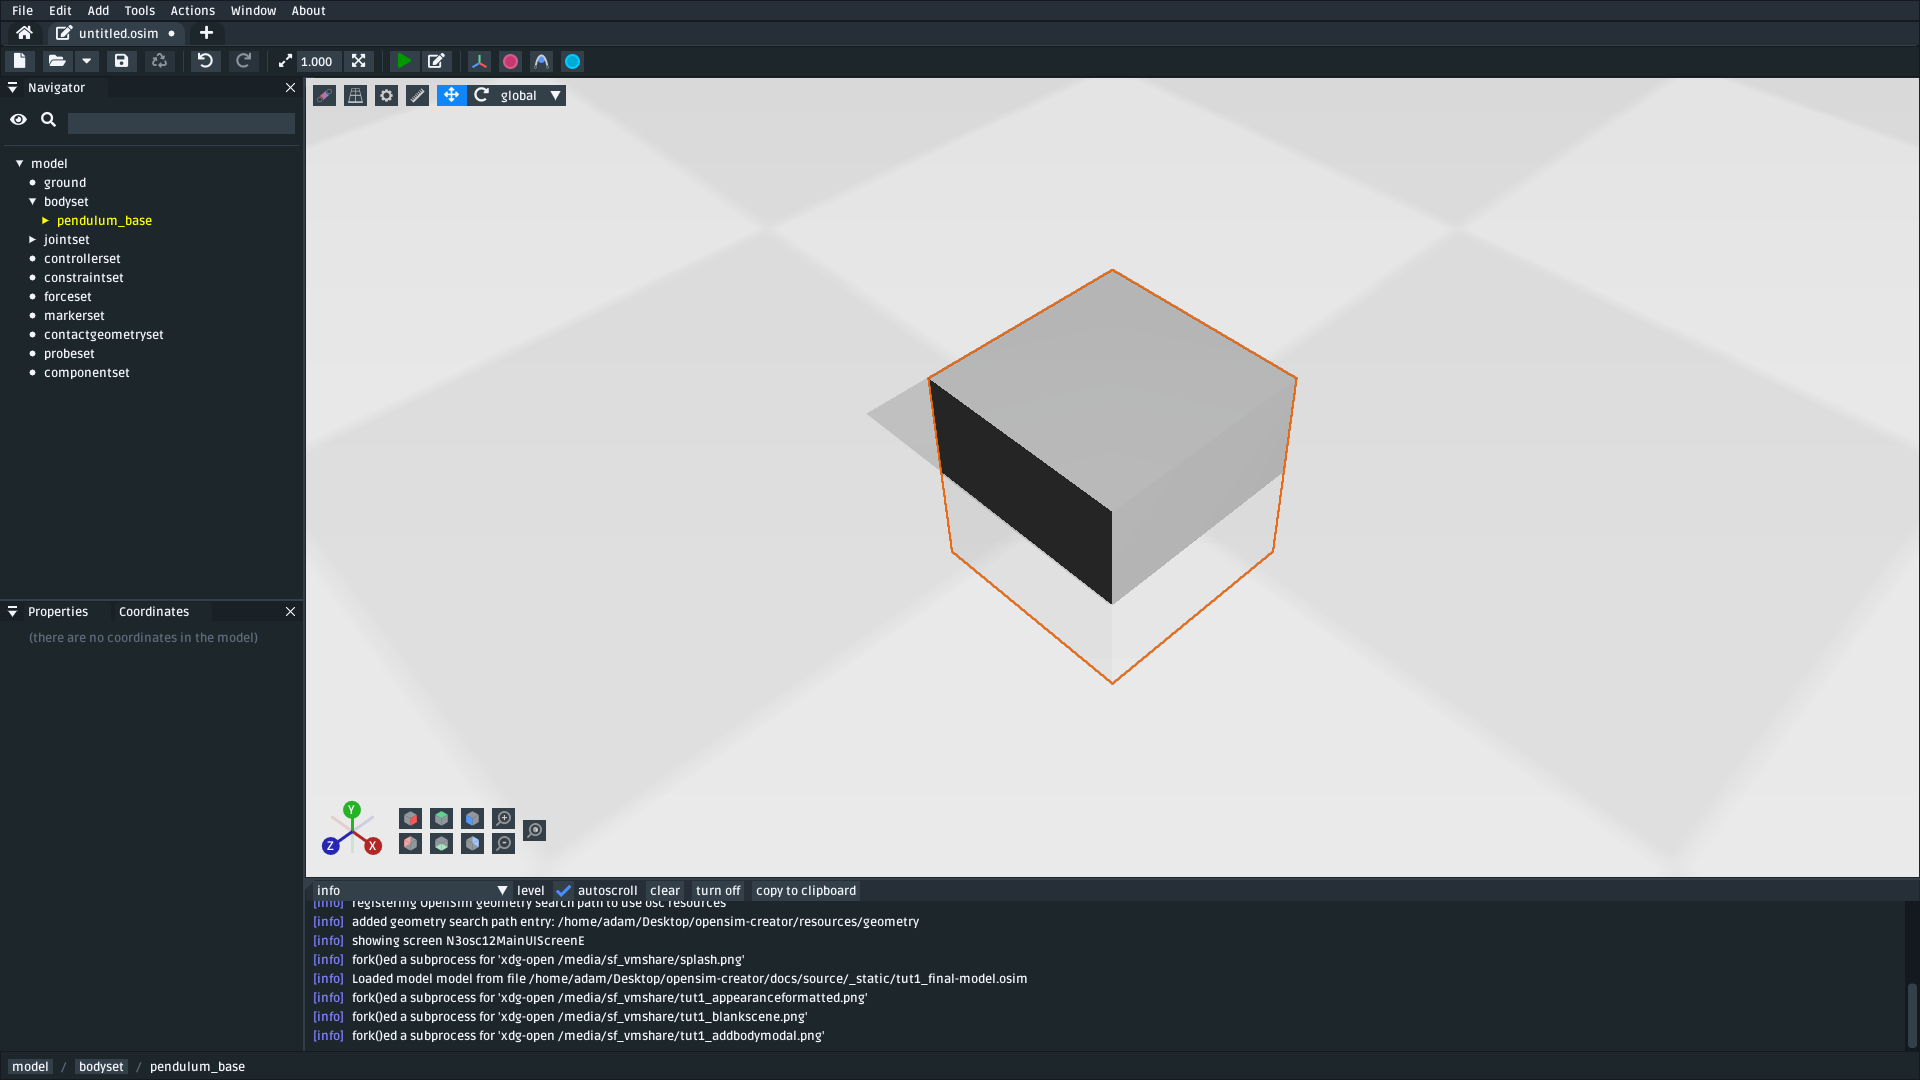 File Edit Add Tools Actions Window About
untitled.osim
1.000
Navigator
global
model
ground
bodyset
pendulum_base
jointset
controllerset
constraintset
forceset
markerset
contactgeometryset
probeset
componentset
Properties Coordinates
(there are no coordinates in the model)
Y
Z X
info level autoscroll clear turn off copy to clipboard
[info] registering OpenSim geometry search path to use osc resources
[info] added geometry search path entry: /home/adam/Desktop/opensim-creator/resources/geometry
[info] showing screen N3osc12MainUIScreenE
[info] fork()ed a subprocess for 'xdg-open /media/sf_vmshare/splash.png'
[info] Loaded model model from file /home/adam/Desktop/opensim-creator/docs/source/_static/tut1_final-model.osim
[info] fork()ed a subprocess for 'xdg-open /media/sf_vmshare/tut1_appearanceformatted.png'
[info] fork()ed a subprocess for 'xdg-open /media/sf_vmshare/tut1_blankscene.png'
[info] fork()ed a subprocess for 'xdg-open /media/sf_vmshare/tut1_addbodymodal.png'
model / bodyset / pendulum_base